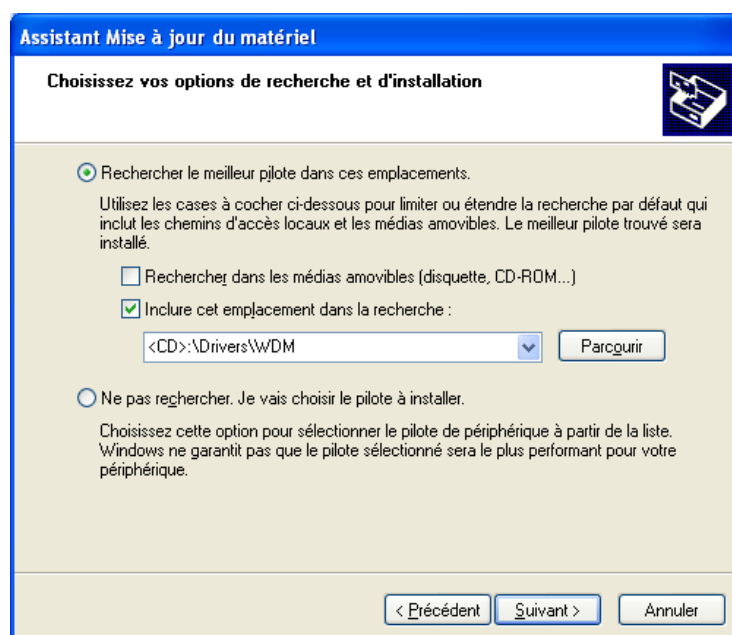 Assistant Mise à jour du matériel
Choisissez vos options de recherche et d'installation
Rechercher le meilleur pilote dans ces emplacements.
Utilisez les cases à cocher ci-dessous pour limiter ou étendre la recherche par défaut qui
inclut les chemins d'accès locaux et les médias amovibles. Le meilleur pilote trouvé sera
installé.
Rechercher dans les médias amovibles (disquette, CD-ROM...)
Inclure cet emplacement dans la recherche :
<CD>:\Drivers\WDM
Parcourir
Ne pas rechercher. Je vais choisir le pilote à installer.
Choisissez cette option pour sélectionner le pilote de périphérique à partir de la liste.
Windows ne garantit pas que le pilote sélectionné sera le plus performant pour votre
périphérique.
< Précédent
Suivant >
Annuler